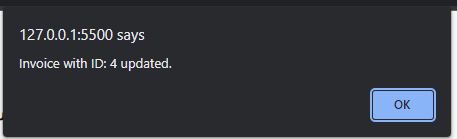 127.0.0.1:5500 says
Invoice with ID: 4 updated.
OK